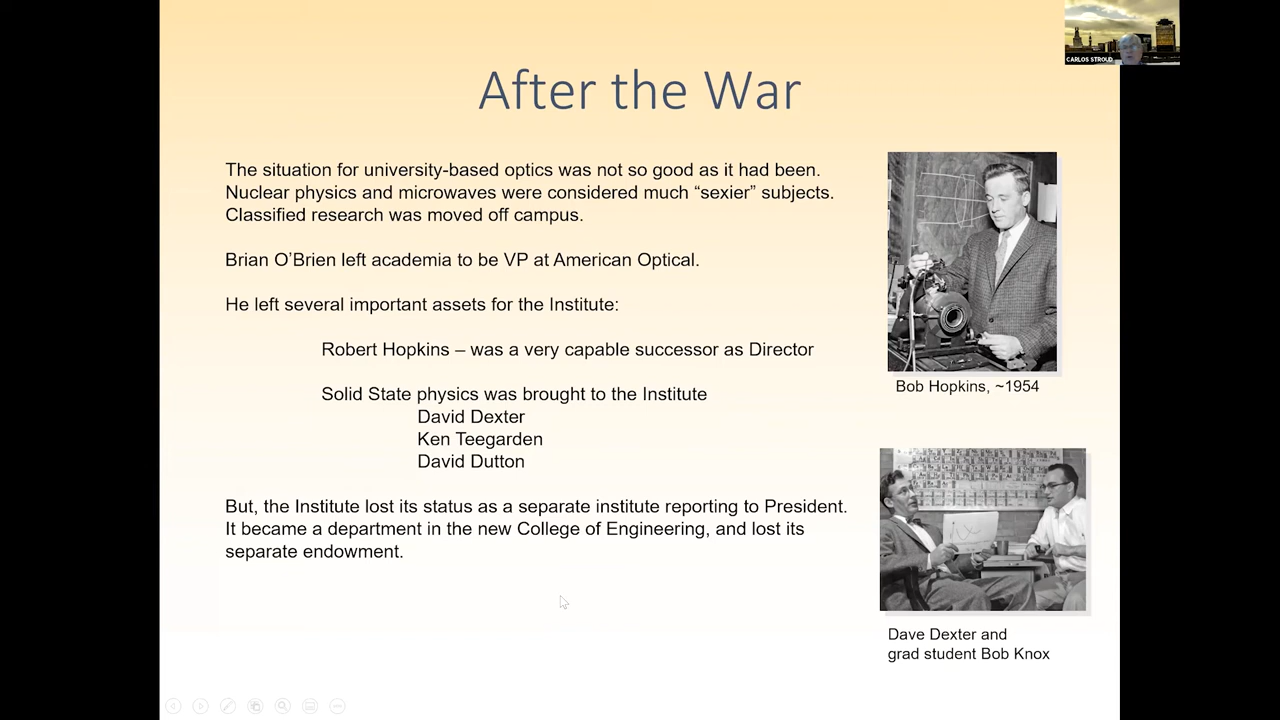 CARLOS STROUD
After the War
The situation for university-based optics was not so good as it had been.
Nuclear physics and microwaves were considered much “sexier” subjects.
Classified research was moved off campus.
Brian O’Brien left academia to be VP at American Optical.
He left several important assets for the Institute:
Robert Hopkins – was a very capable successor as Director
Solid State physics was brought to the Institute
David Dexter
Ken Teegarden
David Dutton
But, the Institute lost its status as a separate institute reporting to President.
It became a department in the new College of Engineering, and lost its
separate endowment.
Bob Hopkins, ~1954
Dave Dexter and
grad student Bob Knox